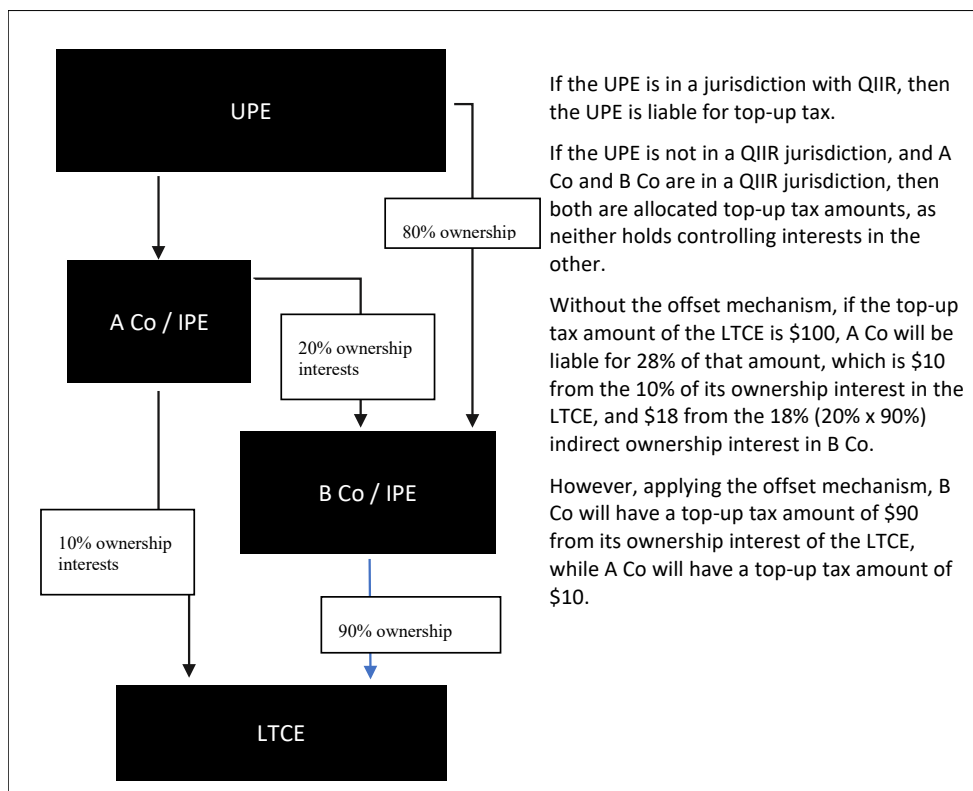 UPE
80% ownership
A Co / IPE
20% ownership
interests
B Co / IPE
10% ownership
interests
90% ownership
LTCE
If the UPE is in a jurisdiction with QIIR, then
the UPE is liable for top-up tax.
If the UPE is not in a QIIR jurisdiction, and A
Co and B Co are in a QIIR jurisdiction, then
both are allocated top-up tax amounts, as
neither holds controlling interests in the
other.
Without the offset mechanism, if the top-up
tax amount of the LTCE is $100, A Co will be
liable for 28% of that amount, which is $10
from the 10% of its ownership interest in the
LTCE, and $18 from the 18% (20% x 90%)
indirect ownership interest in B Co.
However, applying the offset mechanism, B
Co will have a top-up tax amount of $90
from its ownership interest of the LTCE,
while A Co will have a top-up tax amount of
$10.